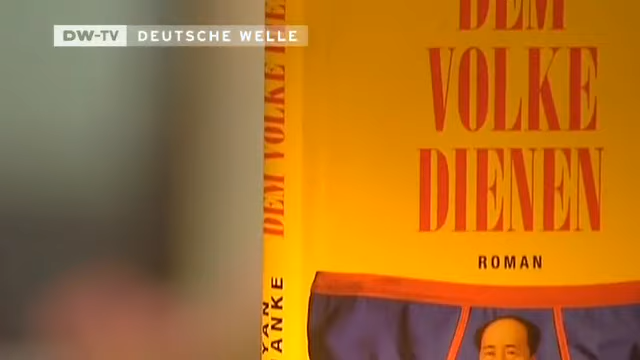 DW-TV DEUTSCHE WELLE
DEM
VOLKE
DIENEN
ROMAN
DEM VOLKE
YAN